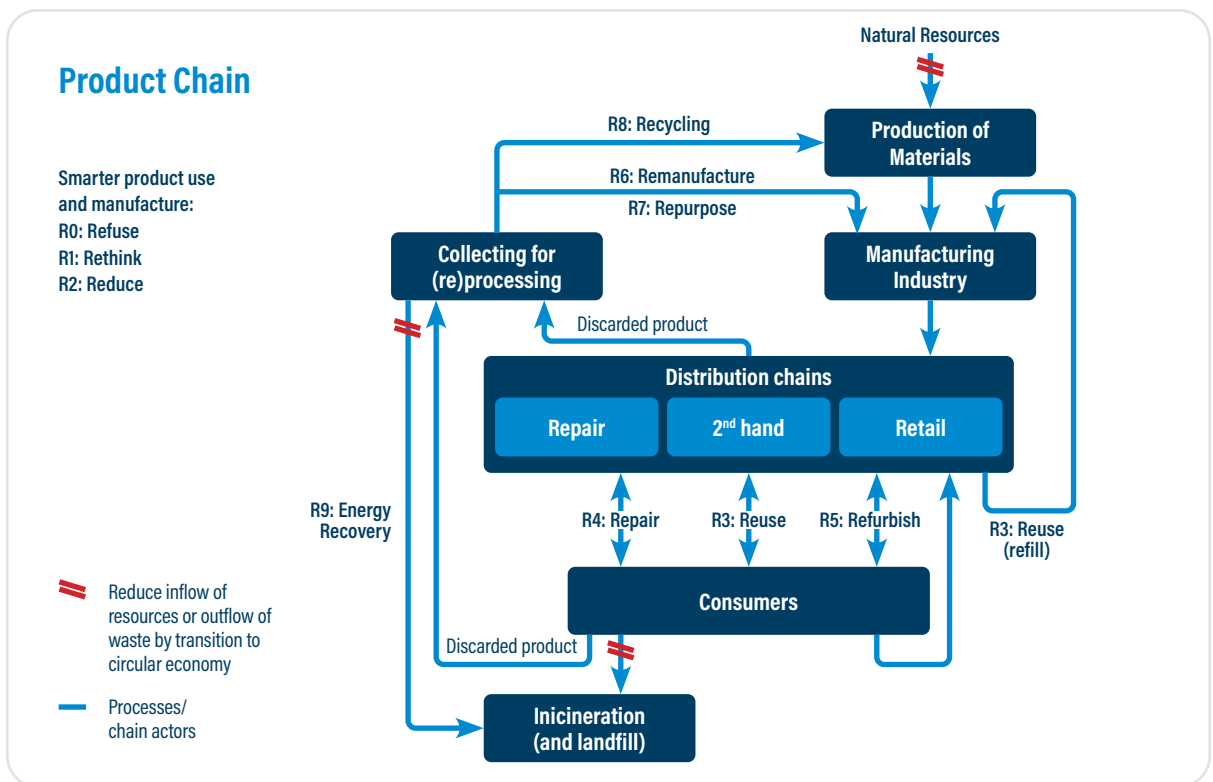 Natural Resources
Product Chain
R8: Recycling
Production of
Materials
Smarter product use
and manufacture:
R0: Refuse
R1: Rethink
R2: Reduce
R6: Remanufacture
R7: Repurpose
Collecting for
(re)processing
Manufacturing
Industry
Discarded product
Distribution chains
Repair
2nd hand
Retail
R9: Energy
Recovery
R4: Repair
R3: Reuse
R5: Refurbish
R3: Reuse
(refill)
Consumers
Reduce inflow of
resources or outflow of
waste by transition to
circular economy
Discarded product
Processes/
chain actors
Inicineration
(and landfill)